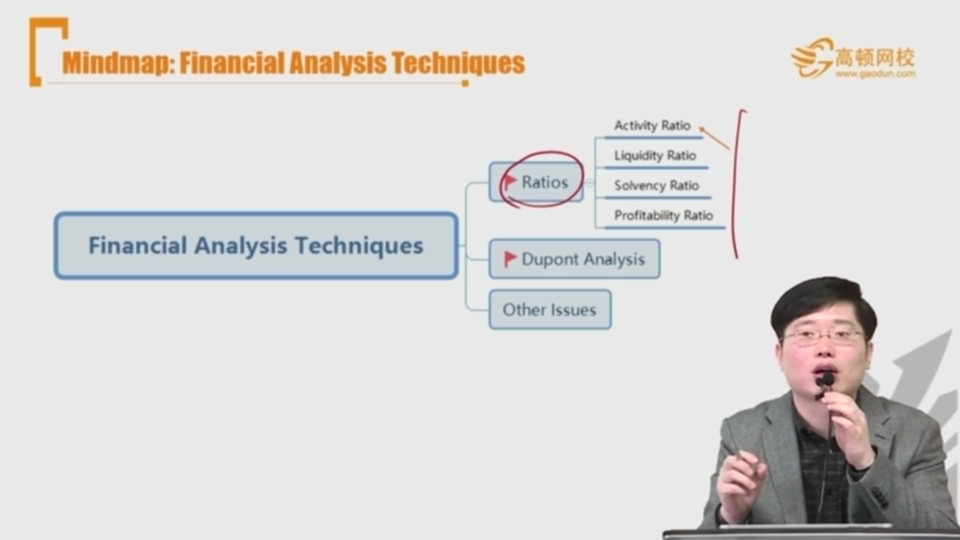 Mindmap: Financial Analysis Techniques
高顿网校
www.gaodun.com
Financial Analysis Techniques
Ratios
Activity Ratio
Liquidity Ratio
Solvency Ratio
Profitability Ratio
Dupont Analysis
Other Issues